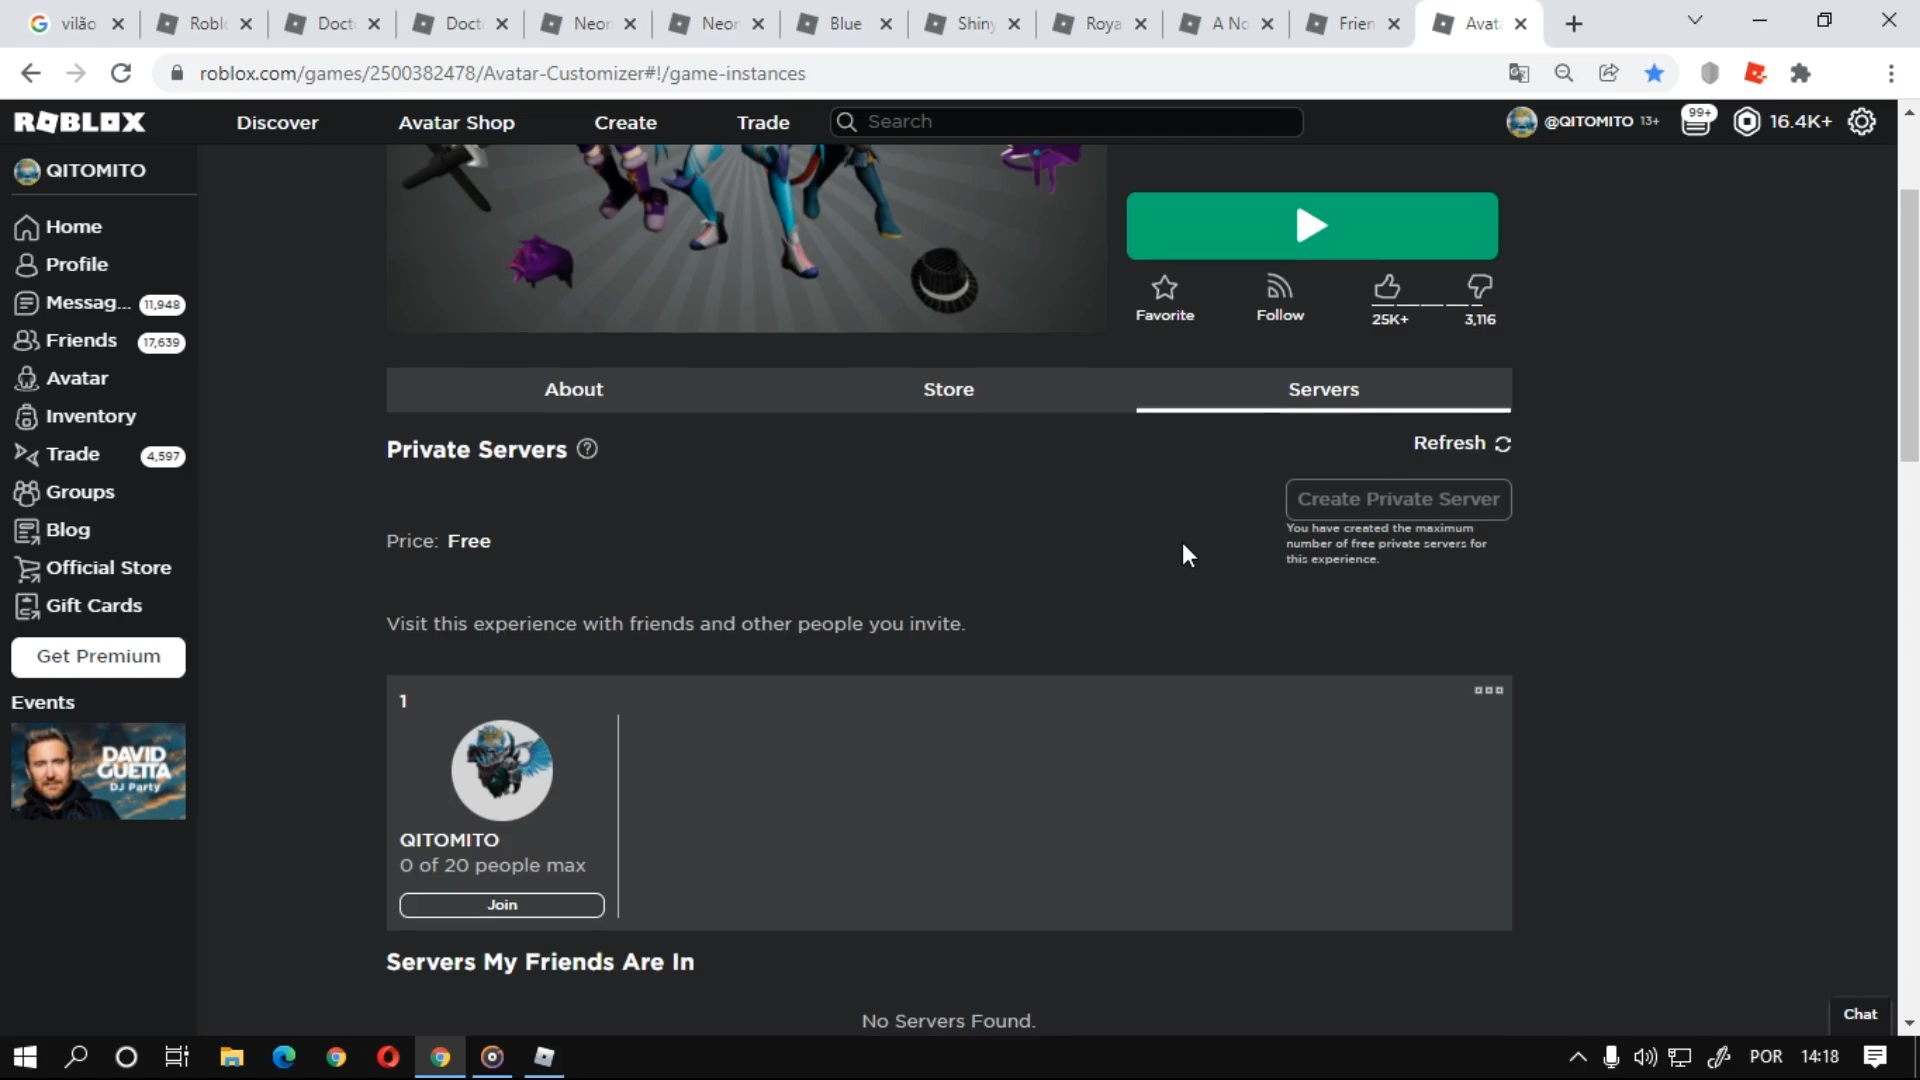 vilão
Roblo
Docto
Docto
Neon
Neon
Blue
Shiny
Roya
A No
Frien
Avata
roblox.com/games/2500382478/Avatar-Customizer#!/game-instances
ROBLOX
Discover
Avatar Shop
Create
Trade
Search
@QITOMITO 13+
99+
16.4K+
QITOMITO
Home
Profile
Messag... 11,948
Friends 17,639
Avatar
Inventory
Trade 4,597
Groups
Blog
Official Store
Gift Cards
Get Premium
Events
DAVID
GUETTA
DJ Party
Favorite
Follow
25K+
3,116
About
Store
Servers
Private Servers
Refresh
Create Private Server
You have created the maximum
number of free private servers for
this experience.
Price: Free
Visit this experience with friends and other people you invite.
1
QITOMITO
0 of 20 people max
Join
Servers My Friends Are In
No Servers Found.
Chat
POR
14:18